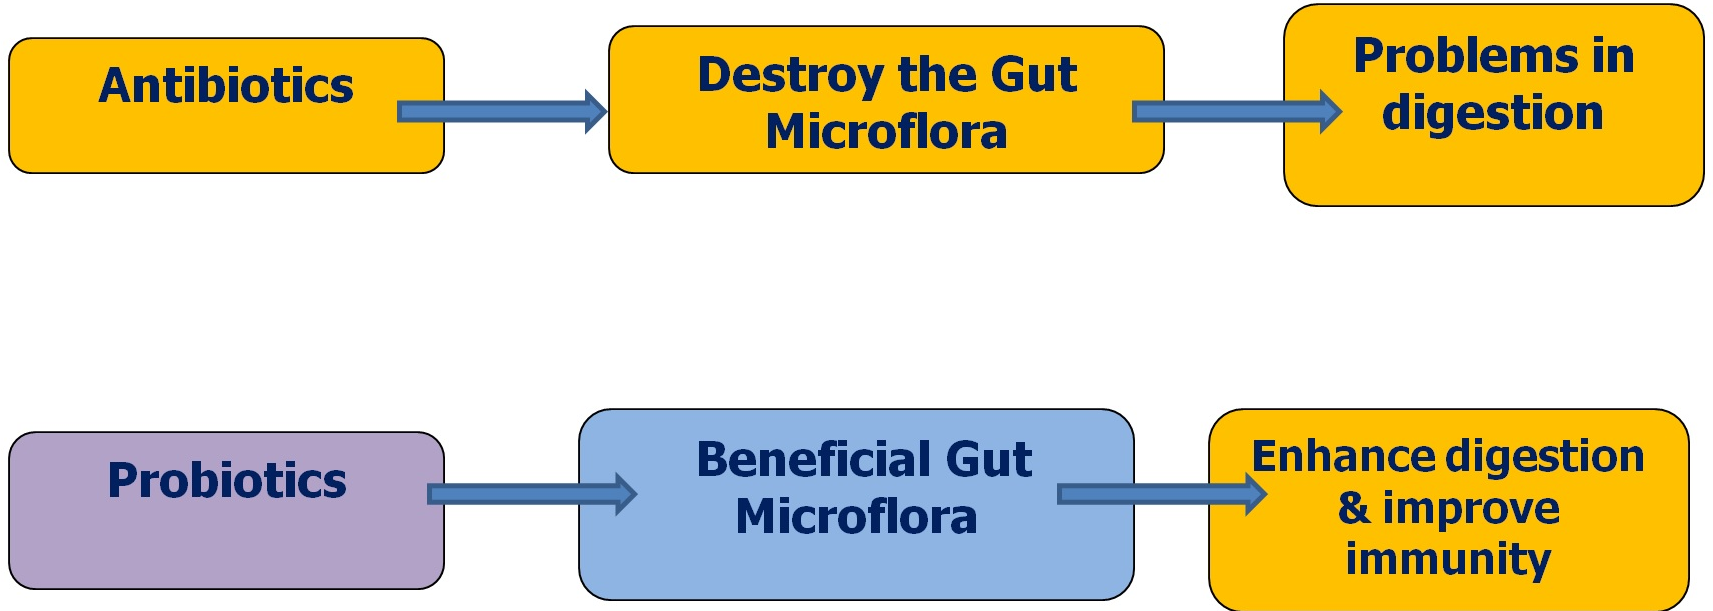 Antibiotics
Destroy the Gut
Microflora
Problems in
digestion
Probiotics
Beneficial Gut
Microflora
Enhance digestion
& improve
immunity